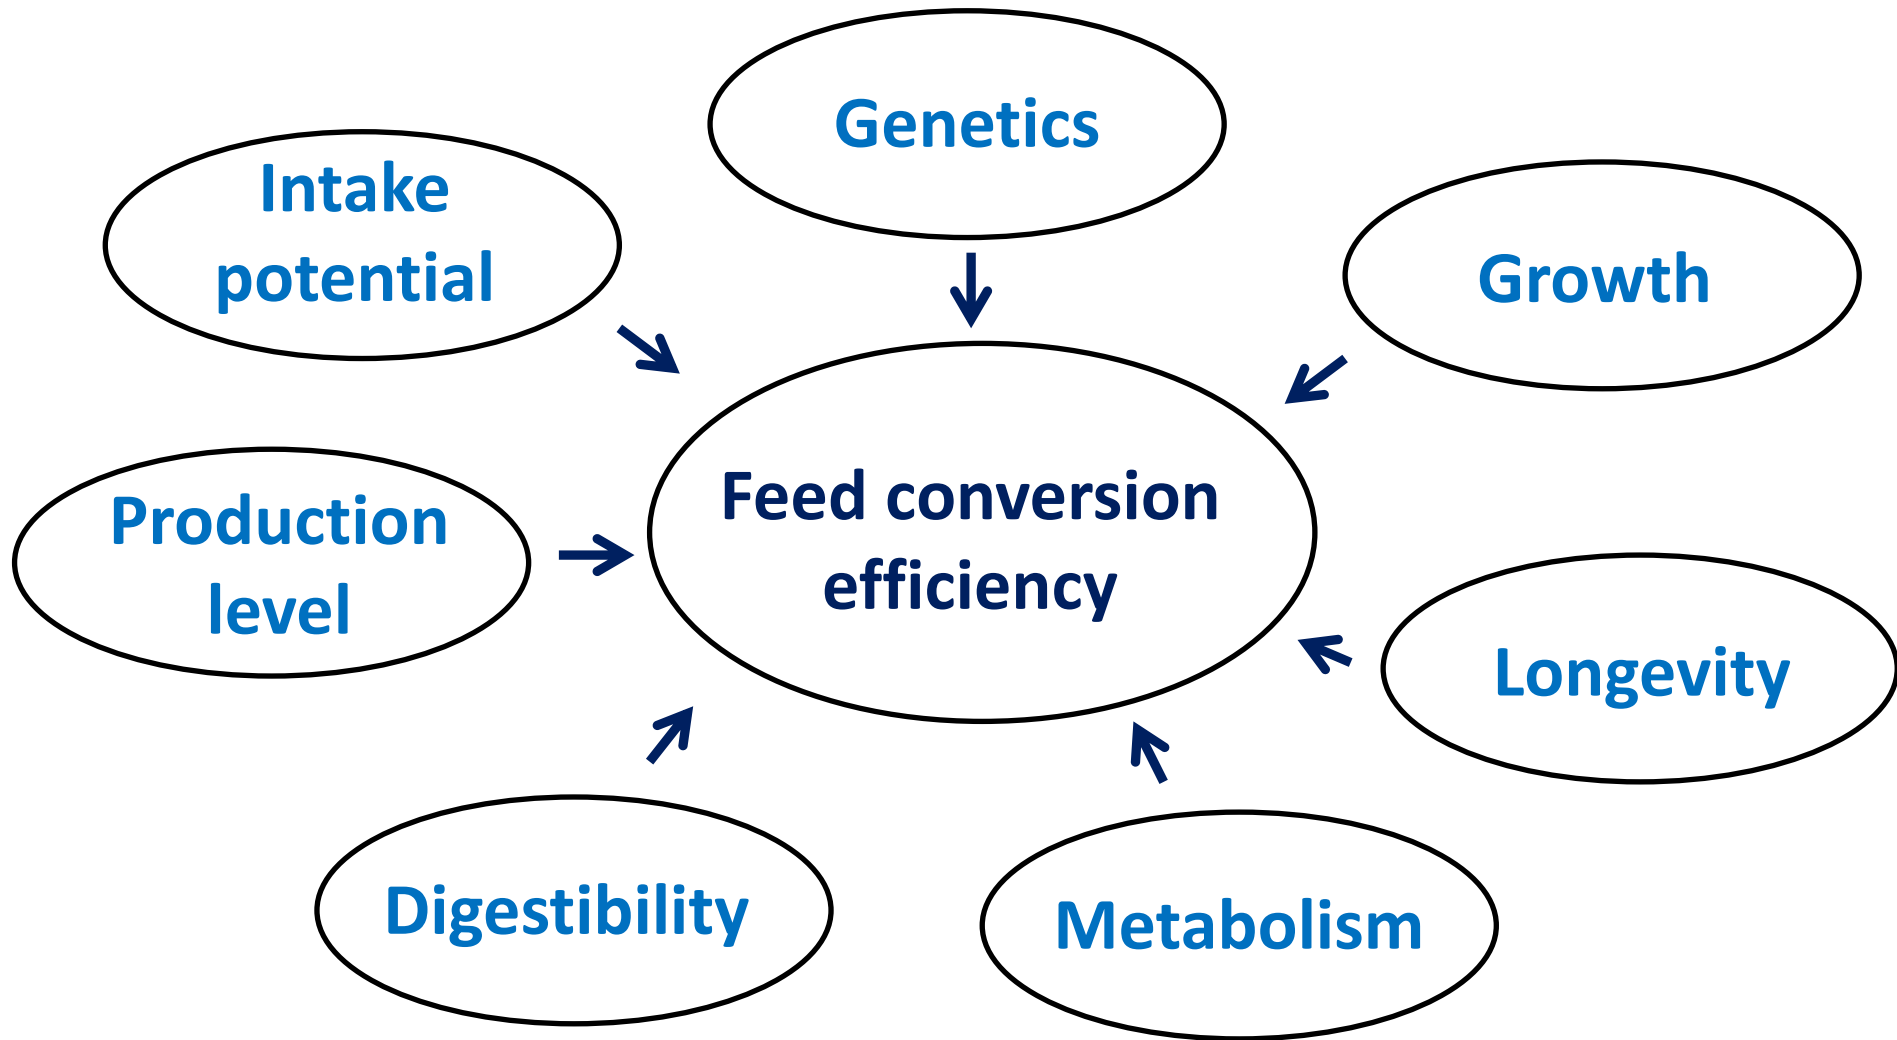 Genetics
Intake
potential
Growth
Feed conversion
efficiency
Production
level
Longevity
Digestibility
Metabolism